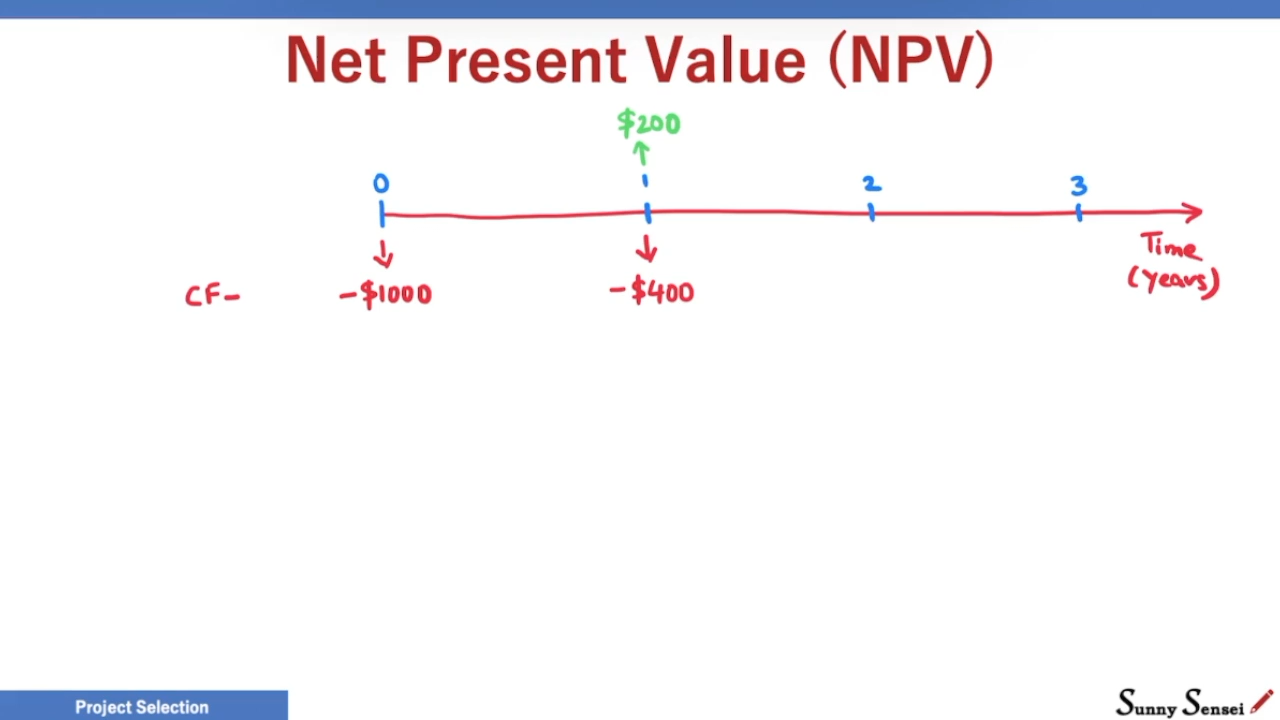 Net Present Value (NPV)
$200
0 1 2 3
Time
(Years)
CF- -$1000 -$400
Project Selection
Sunny Sensei